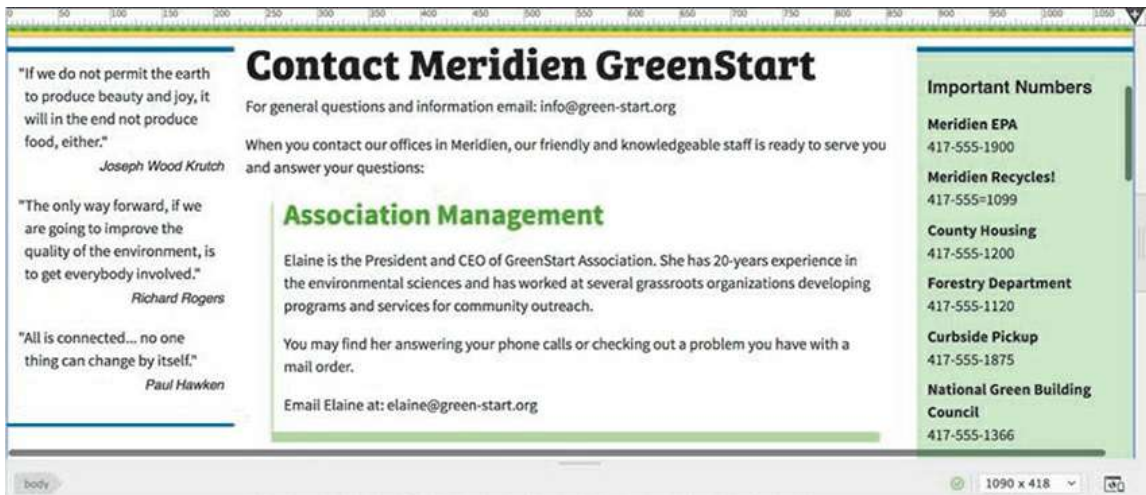 0 50 100 150 200 250 300 350 400 450 500 550 600 650 700 750 800 850 900 950 1000 1050
"If we do not permit the earth
to produce beauty and joy, it
will in the end not produce
food, either."
Joseph Wood Krutch
"The only way forward, if we
are going to improve the
quality of the environment, is
to get everybody involved."
Richard Rogers
"All is connected... no one
thing can change by itself."
Paul Hawken
Contact Meridien GreenStart
For general questions and information email: info@green-start.org
When you contact our offices in Meridien, our friendly and knowledgeable staff is ready to serve you
and answer your questions:
Association Management
Elaine is the President and CEO of GreenStart Association. She has 20-years experience in
the environmental sciences and has worked at several grassroots organizations developing
programs and services for community outreach.
You may find her answering your phone calls or checking out a problem you have with a
mail order.
Email Elaine at: elaine@green-start.org
Important Numbers
Meridien EPA
417-555-1900
Meridien Recycles!
417-555=1099
County Housing
417-555-1200
Forestry Department
417-555-1120
Curbside Pickup
417-555-1875
National Green Building
Council
417-555-1366
body
1090 x 418